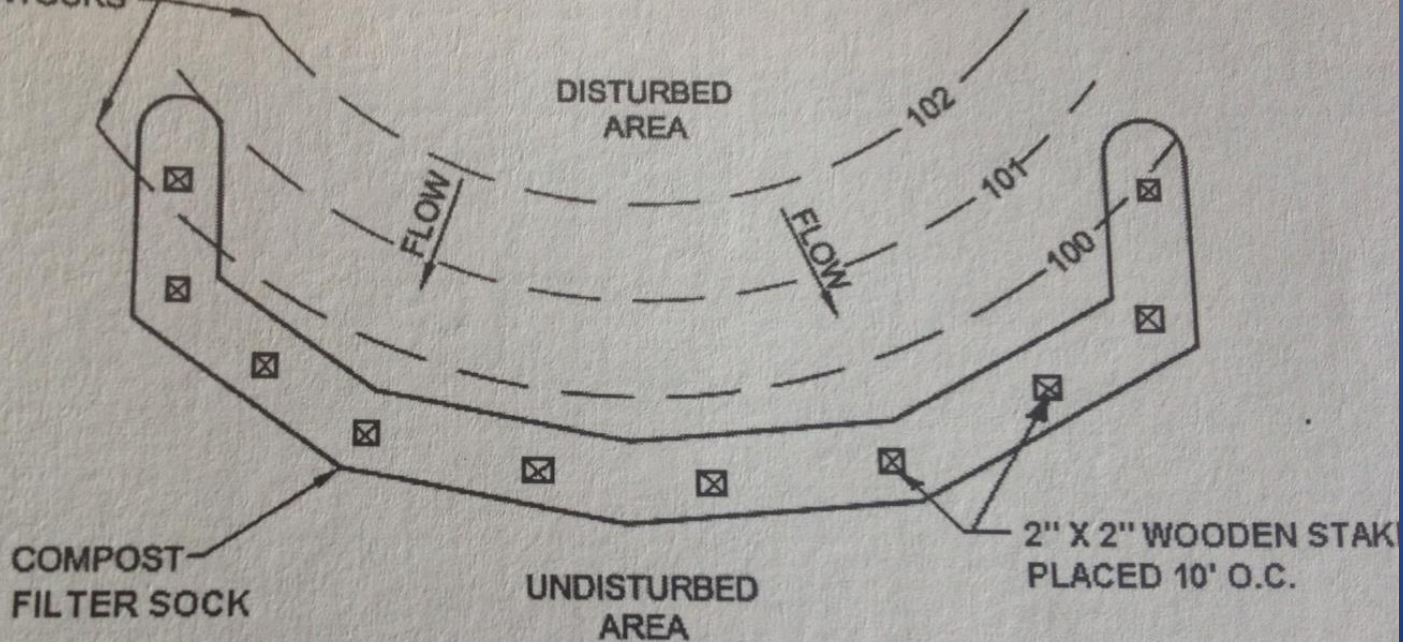 DISTURBED
AREA
102
101
100
FLOW
FLOW
COMPOST
FILTER SOCK
UNDISTURBED
AREA
2" X 2" WOODEN STAK
PLACED 10' O.C.